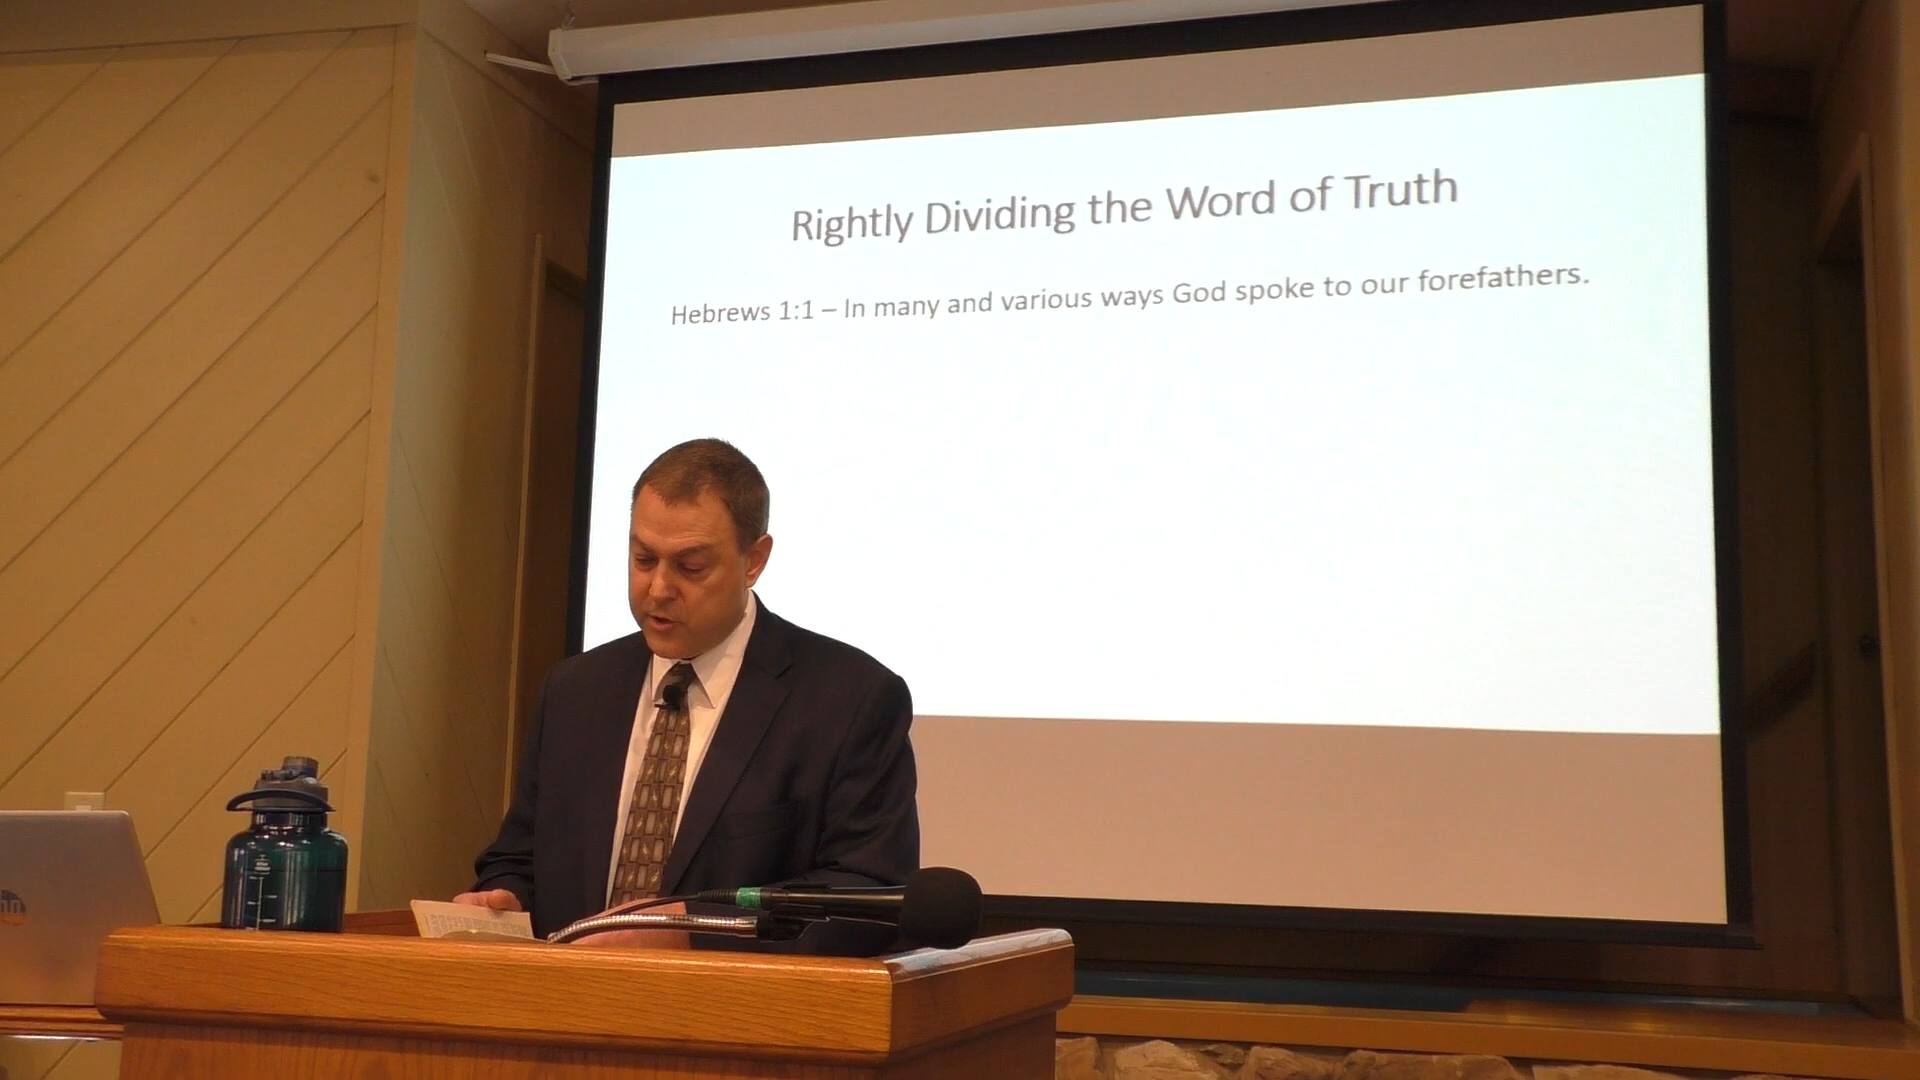 Rightly Dividing the Word of Truth
Hebrews 1:1 – In many and various ways God spoke to our forefathers.